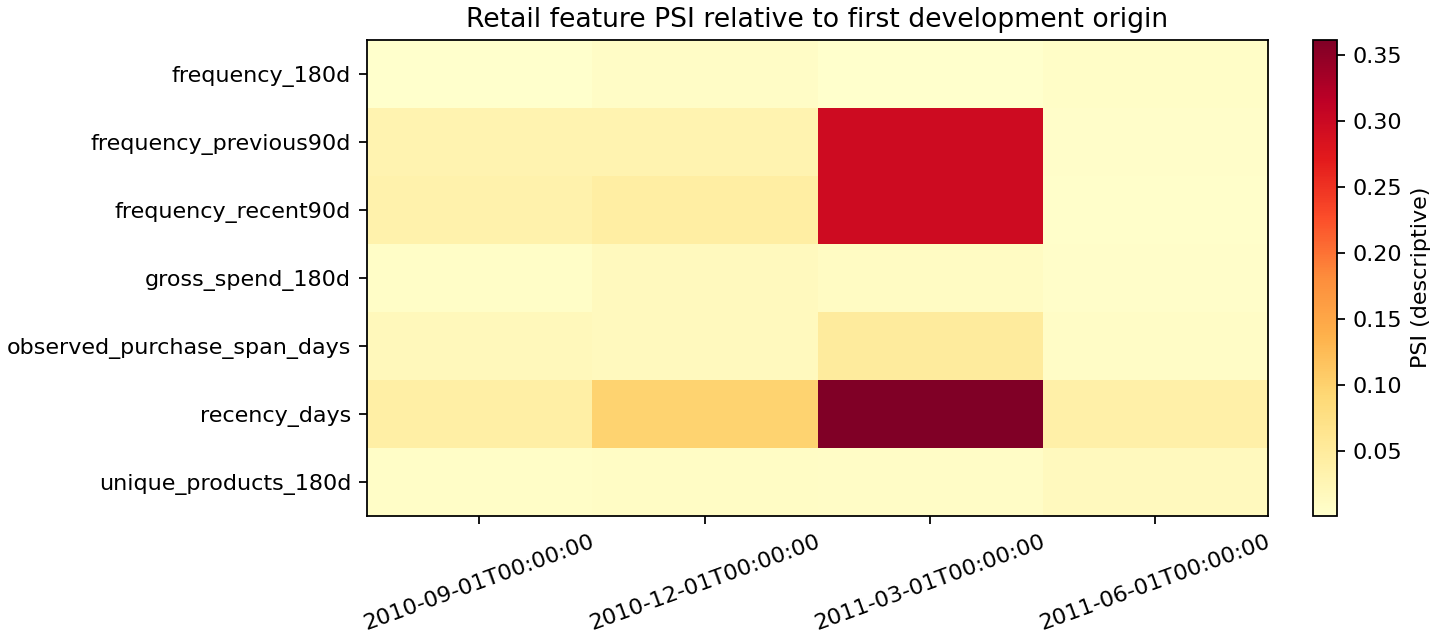 Retail feature PSI relative to first development origin
frequency_180d
frequency_previous90d
frequency_recent90d
gross_spend_180d
observed_purchase_span_days
recency_days
unique_products_180d
2010-09-01T00:00:00
2010-12-01T00:00:00
2011-03-01T00:00:00
2011-06-01T00:00:00
0.35
0.30
0.25
0.20
0.15
0.10
0.05
PSI (descriptive)